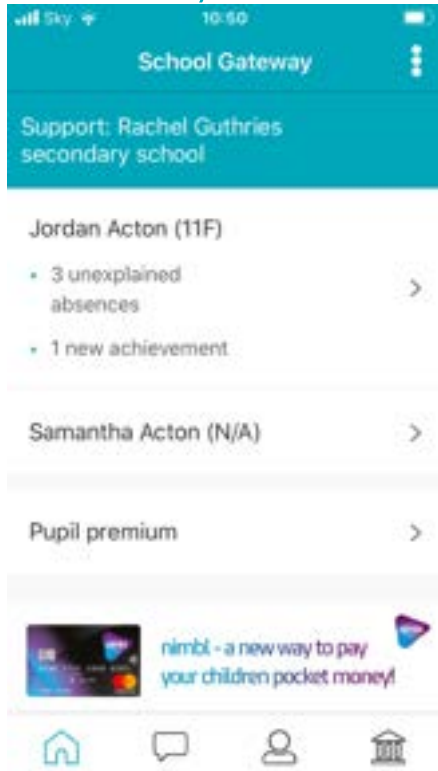 Sky 10:50
School Gateway
Support: Rachel Guthries
secondary school
Jordan Acton (11F)
• 3 unexplained
absences
• 1 new achievement
Samantha Acton (N/A)
Pupil premium
nimbl - a new way to pay
your children pocket money!